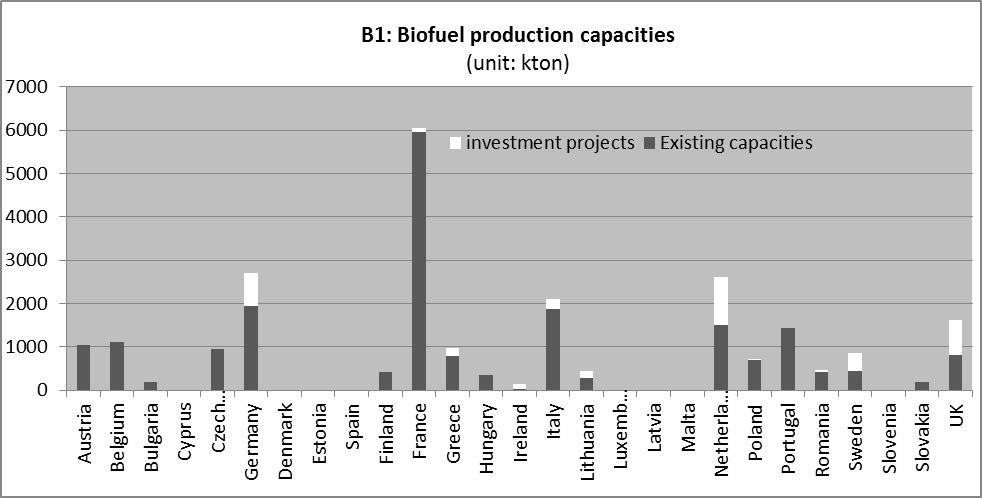 B1: Biofuel production capacities
(unit: kton)
7000
6000
5000
4000
3000
2000
1000
0
investment projects
Existing capacities
Austria
Belgium
Bulgaria
Cyprus
Czech...
Germany
Denmark
Estonia
Spain
Finland
France
Greece
Hungary
Ireland
Italy
Lithuania
Luxemb...
Latvia
Malta
Netherla...
Poland
Portugal
Romania
Sweden
Slovenia
Slovakia
UK